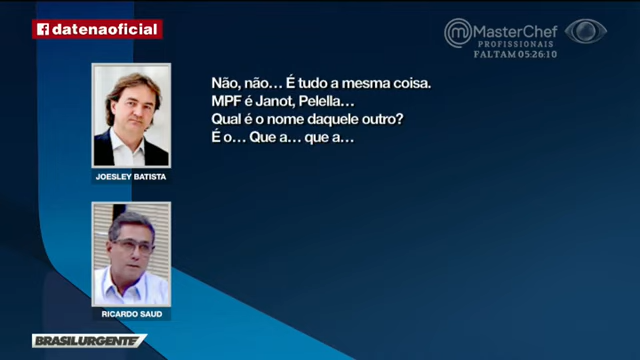 datenaoficial
MasterChef
PROFISSIONAIS
FALTAM 05:26:10
Não, não... É tudo a mesma coisa.
MPF é Janot, Pelella...
Qual é o nome daquele outro?
É o... Que a... que a...
JOESLEY BATISTA
RICARDO SAUD
BRASILURGENTE